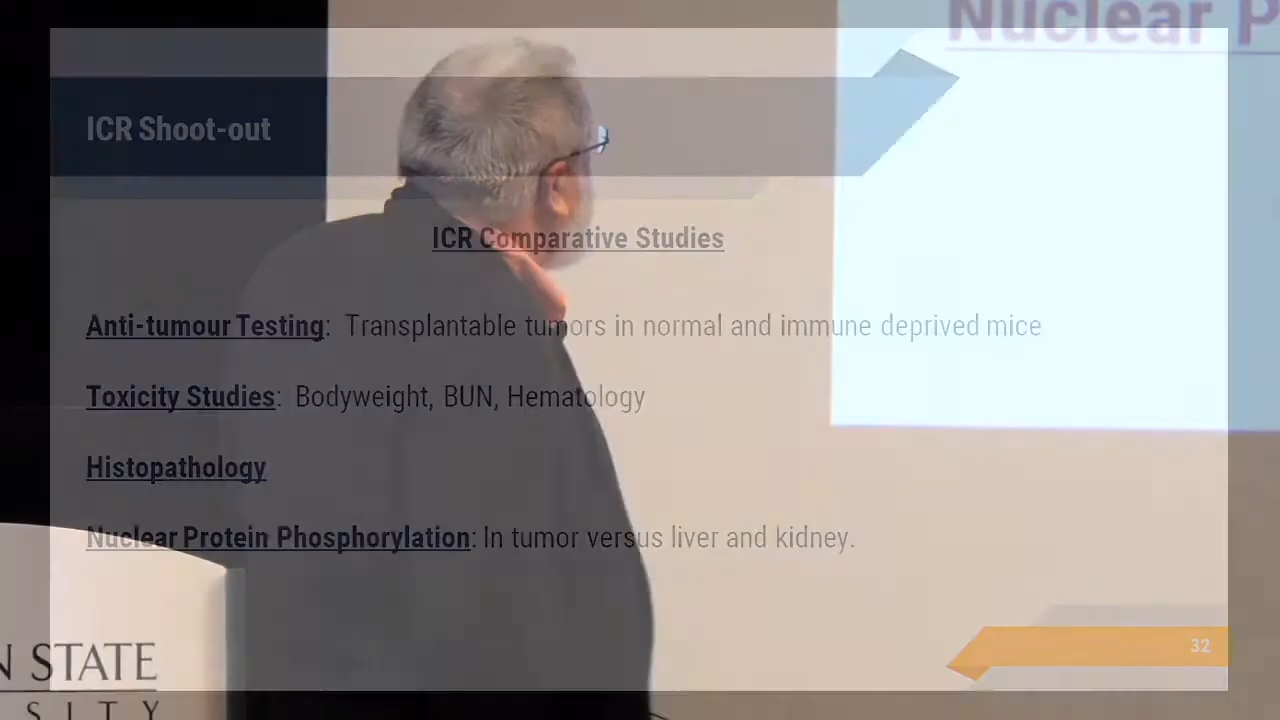 Nuclear P
ICR Shoot-out
ICR Comparative Studies
Anti-tumour Testing: Transplantable tumors in normal and immune deprived mice
Toxicity Studies: Bodyweight, BUN, Hematology
Histopathology
Nuclear Protein Phosphorylation: In tumor versus liver and kidney.
32
N STATE
SITY